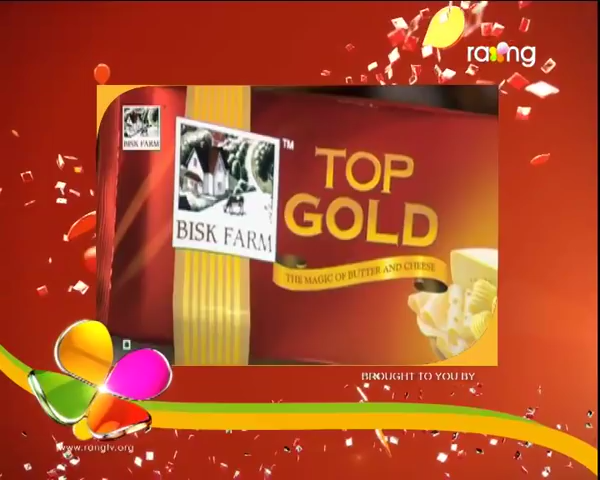 rang
BISK FARM
BISK FARM
TM
TOP
GOLD
THE MAGIC OF BUTTER AND CHEESE
BROUGHT TO YOU BY
www.rangtv.org